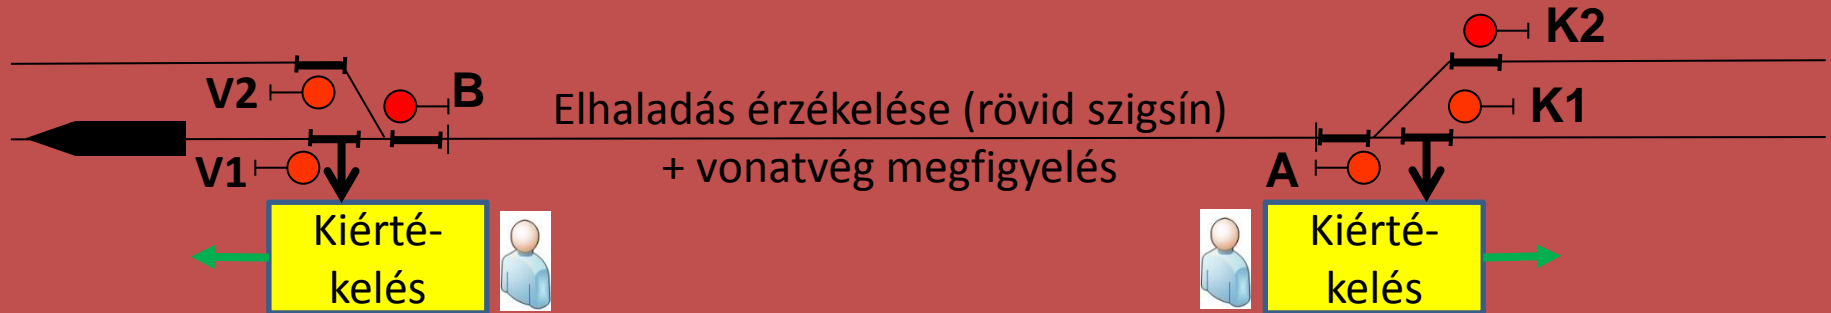 K2
V2
B
K1
Elhaladás érzékelése (rövid szigsín)
+ vonatvég megfigyelés
V1
A
Kiérté-
kelés
Kiérté-
kelés